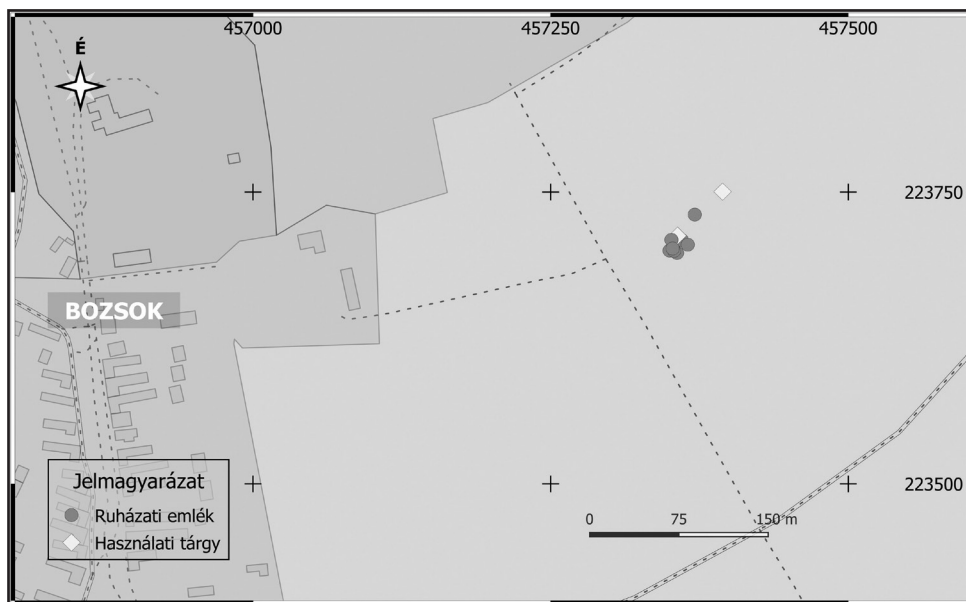 457000 457250 457500
É
223750
BOZSOK
223500
Jelmagyarázat
Ruházati emlék
Használati tárgy
0 75 150 m